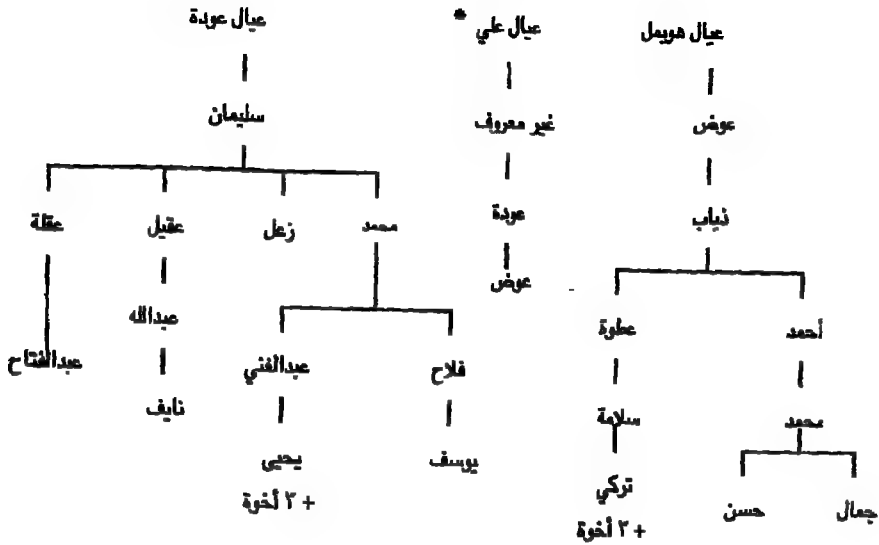 عيال هويمل
عيال علي *
عيال عودة
عوض
غير معروف
سليمان
ذياب
عودة
محمد
زعل
عقيل
عقلة
عوض
أحمد
عطوة
عبدالله
فلاح
عبدالغني
عبدالفتاح
محمد
سلامة
نايف
يوسف
يحيى
+ ٣ أخوة
جمال
حسن
تركي
+ ٣ أخوة